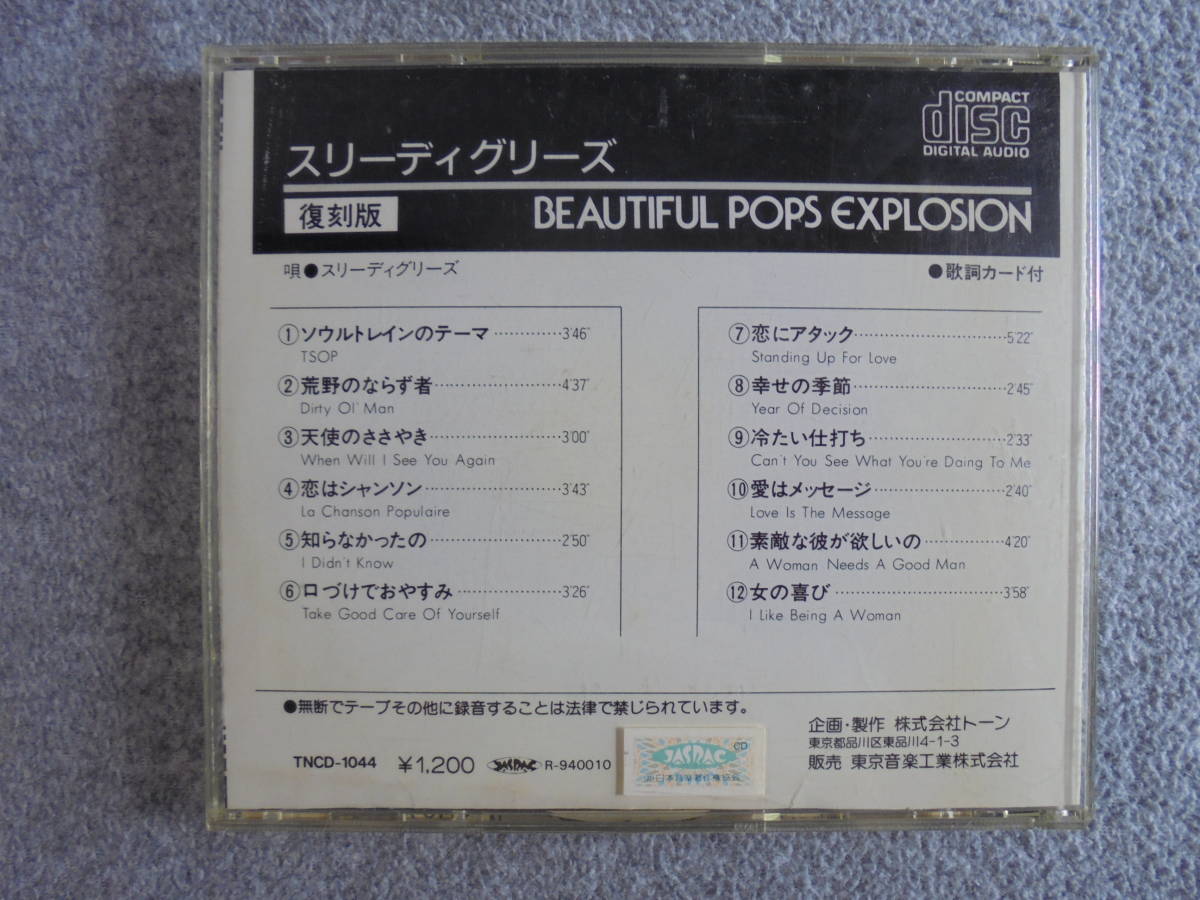 COMPACT
disc
DIGITAL AUDIO
スリーディグリーズ
復刻版
BEAUTIFUL POPS EXPLOSION
唄●スリーディグリーズ
●歌詞カード付
①ソウルトレインのテーマ…………3'46"
TSOP
②荒野のならず者…………………4'37"
Dirty Ol' Man
③天使のささやき…………………3'00"
When Will I See You Again
④恋はシャンソン…………………3'43"
La Chanson Populaire
⑤知らなかったの…………………2'50"
I Didn't Know
⑥口づけでおやすみ………………3'26"
Take Good Care Of Yourself
⑦恋にアタック……………………5'22"
Standing Up For Love
⑧幸せの季節………………………2'45"
Year Of Decision
⑨冷たい仕打ち……………………2'33"
Can't You See What You're Daing To Me
⑩愛はメッセージ…………………2'40"
Love Is The Message
⑪素敵な彼が欲しいの……………4'20"
A Woman Needs A Good Man
⑫女の喜び…………………………3'58"
I Like Being A Woman
●無断でテープその他に録音することは法律で禁じられています。
TNCD-1044 ¥1,200 JASRAC R-940010
JASRAC CD
企画・製作 株式会社トーン
東京都品川区東品川4-1-3
販売 東京音楽工業株式会社